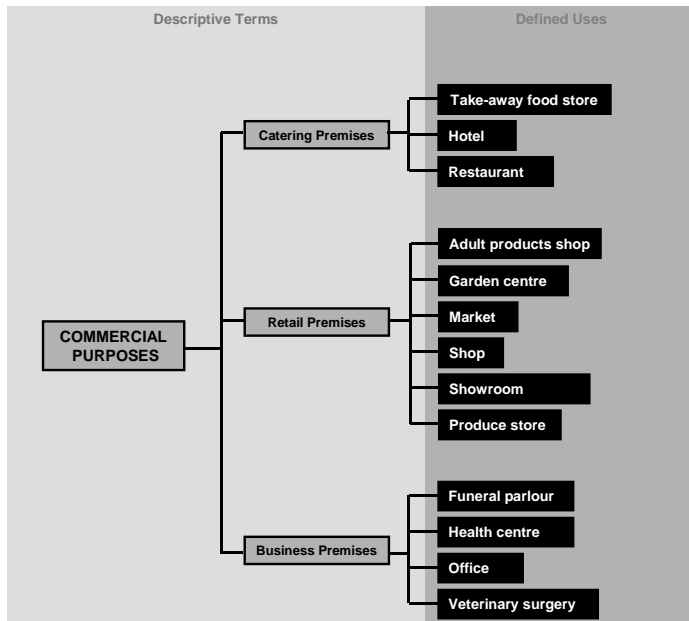 Descriptive Terms
Defined Uses
COMMERCIAL
PURPOSES
Catering Premises
Take-away food store
Hotel
Restaurant
Retail Premises
Adult products shop
Garden centre
Market
Shop
Showroom
Produce store
Business Premises
Funeral parlour
Health centre
Office
Veterinary surgery